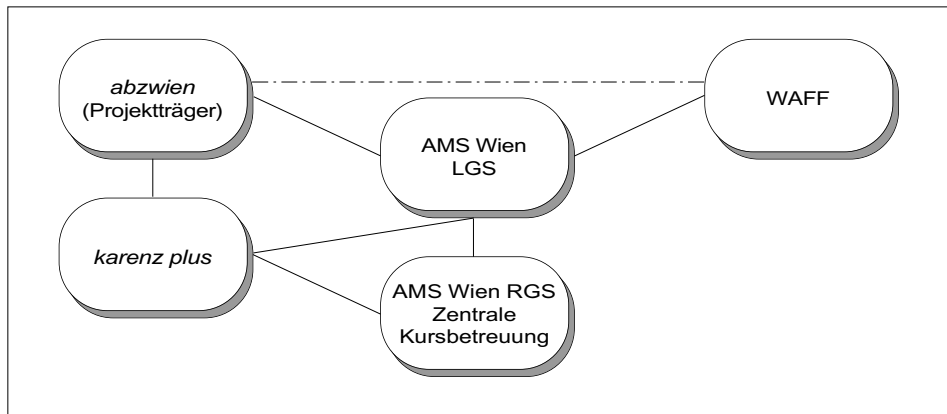 abzwien
(Projektträger)
WAFF
AMS Wien
LGS
karenz plus
AMS Wien RGS
Zentrale
Kursbetreuung